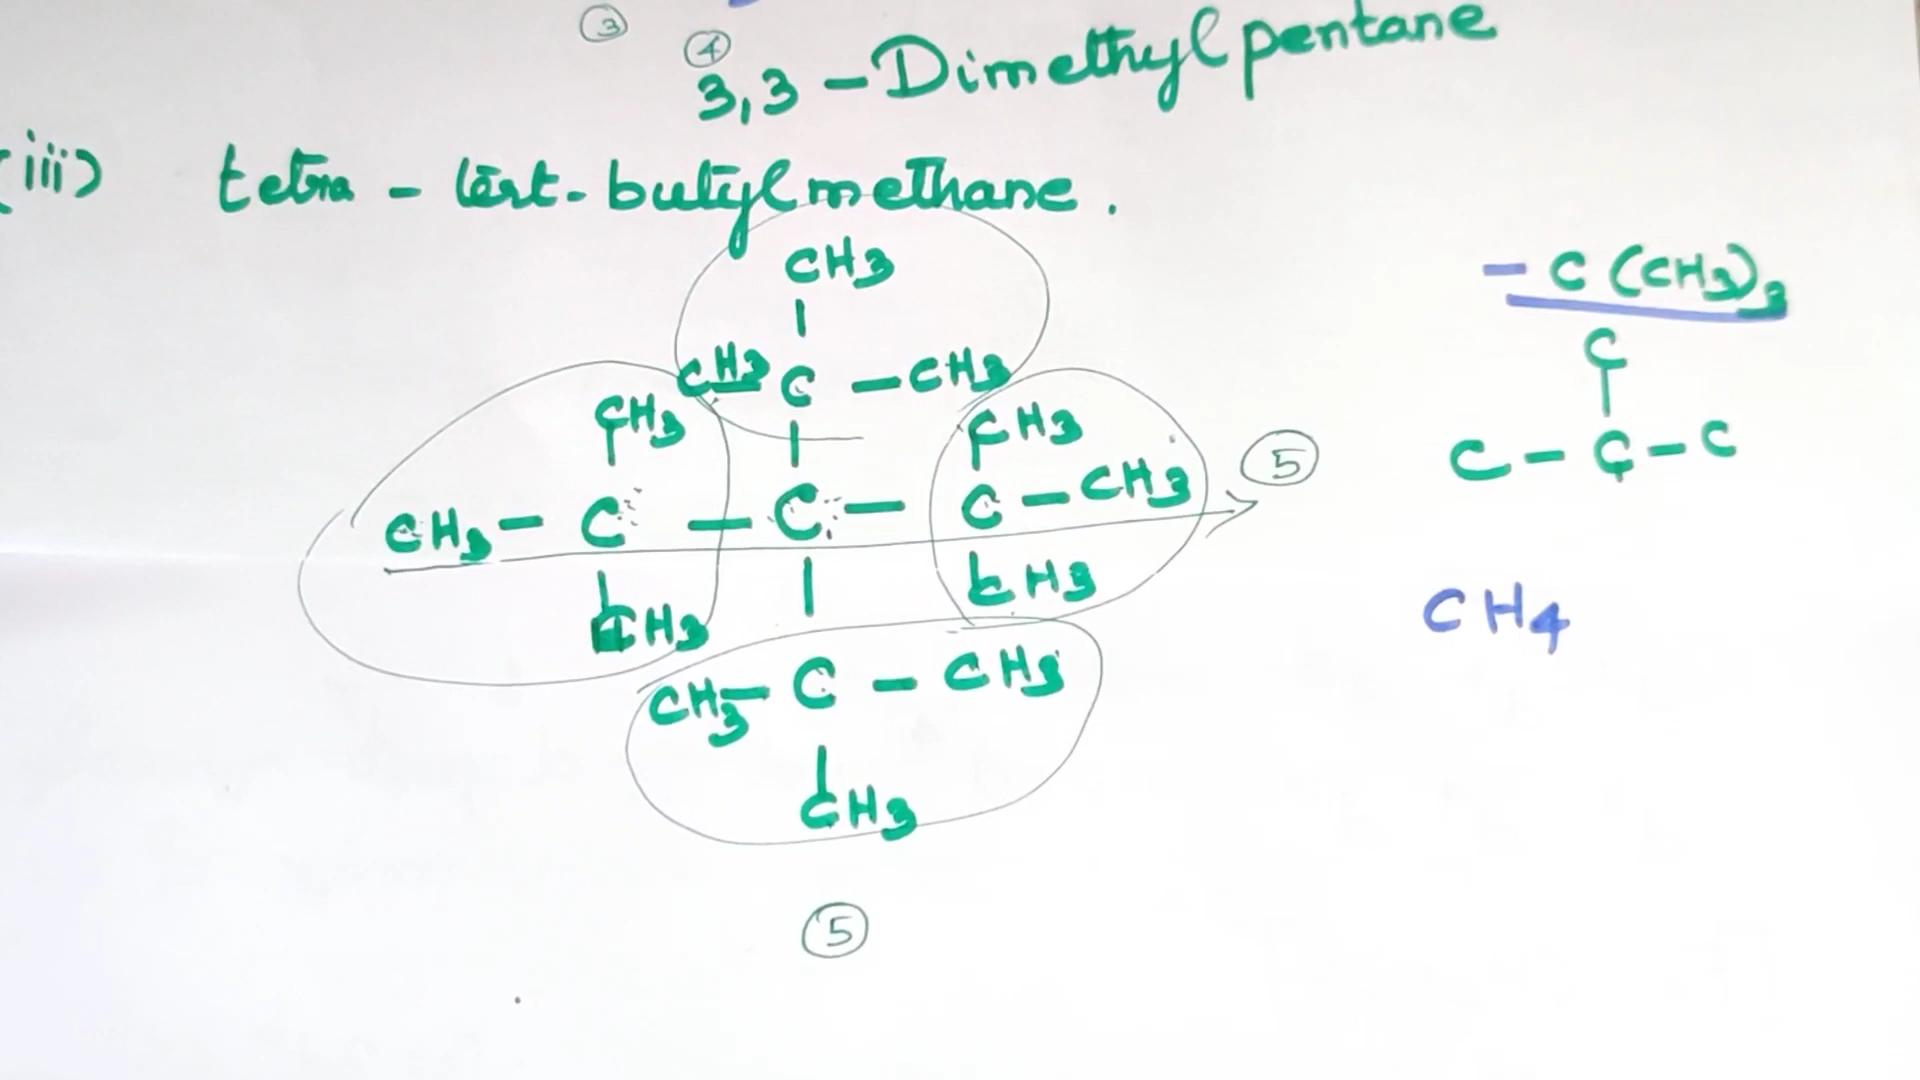 ③ ④
3,3 - Dimethylpentane
(iii) tetra - tert-butylmethane.
CH3
- C (CH3)3
|
C
CH3 C - CH3
CH3 CH3
| |
C - C - C
⑤
CH3 - C - C - C - CH3
| CH3
CH3 CH3
CH4
CH3 - C - CH3
|
CH3
⑤